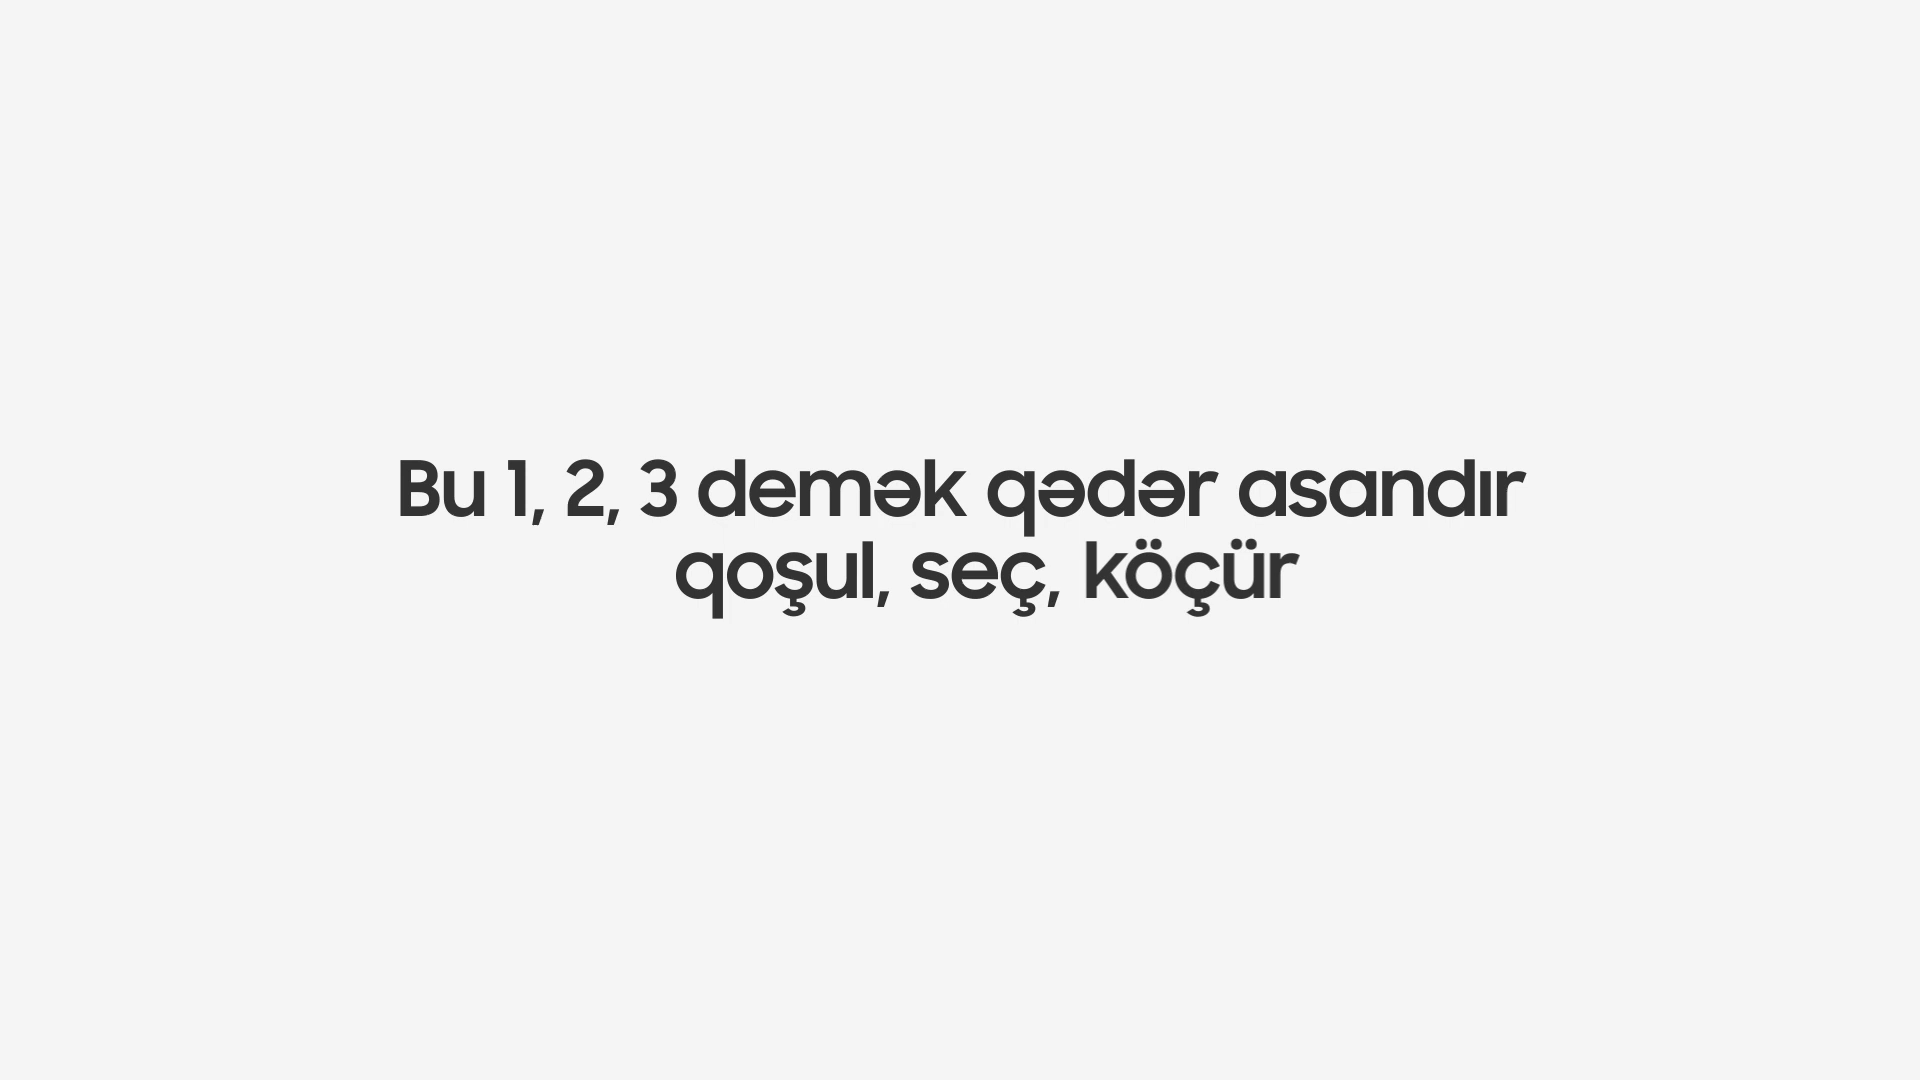 Bu 1, 2, 3 demək qədər asandır
qoşul, seç, köçür